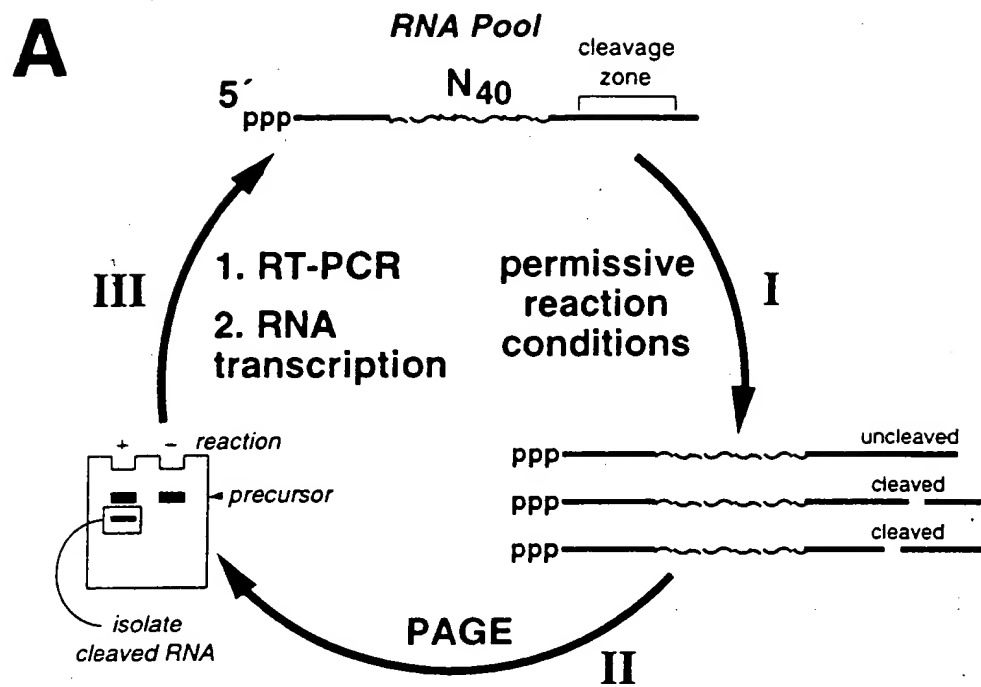 A
RNA Pool
cleavage
zone
5´
N40
ppp
III
1. RT-PCR
2. RNA
transcription
permissive
reaction
conditions
I
+ - reaction
precursor
ppp
uncleaved
ppp
cleaved
ppp
cleaved
isolate
cleaved RNA
PAGE
II